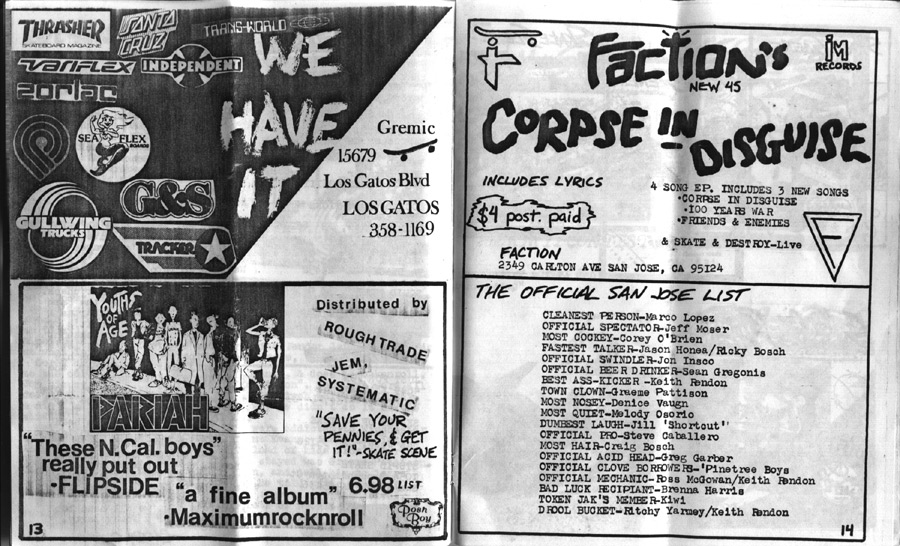 THRASHER
SKATEBOARD MAGAZINE
SANTA
CRUZ
TRANS-WORLD
VARIFLEX
INDEPENDENT
ZORLAC
SEA FLEX
BOARDS
G&S
GULLWING
TRUCKS
TRACKER
WE
HAVE
IT
Gremic
15679
Los Gatos Blvd
LOS GATOS
358-1169
YOUTHS
OF
AGE
PARIAH
"These N.Cal. boys"
really put out
•FLIPSIDE
"a fine album"
•Maximumrocknroll
Distributed by
ROUGH TRADE
JEM,
SYSTEMATIC
"SAVE YOUR
PENNIES, & GET
IT!"-SKATE SCENE
6.98 LIST
Posh
Boy
13
FACTION'S
NEW 45
IM
RECORDS
CORPSE IN
DISGUISE
INCLUDES LYRICS
$4 post. paid
4 SONG EP. INCLUDES 3 NEW SONGS
•CORPSE IN DISGUISE
•100 YEARS WAR
•FRIENDS & ENEMIES
& SKATE & DESTROY-Live
F
FACTION
2349 CARLTON AVE SAN JOSE, CA 95124
THE OFFICIAL SAN JOSE LIST
CLEANEST PERSON-Marco Lopez
OFFICIAL SPECTATOR-Jeff Moser
MOST COCKEY-Corey O'Brien
FASTEST TALKER-Jason Honea/Ricky Bosch
OFFICIAL SWINDLER-Jon Insco
OFFICIAL BEER DRINKER-Sean Gregonis
BEST ASS-KICKER -Keith Rendon
TOWN CLOWN-Graeme Pattison
MOST NOSEY-Denice Vaugn
MOST QUIET-Melody Osorio
DUMBEST LAUGH-Jill 'Shortcut"
OFFICIAL PRO-Steve Caballero
MOST HAIR-Craig Bosch
OFFICIAL ACID HEAD-Greg Garber
OFFICIAL CLOVE BORROWERS-'Pinetree Boys
OFFICIAL MECHANIC-Ross McGowan/Keith Rendon
BAD LUCK RECIPIANT-Brenna Harris
TOKEN JAK'S MEMBER-Kiwi
DROOL BUCKET-Ritchy Yarmey/Keith Rendon
14